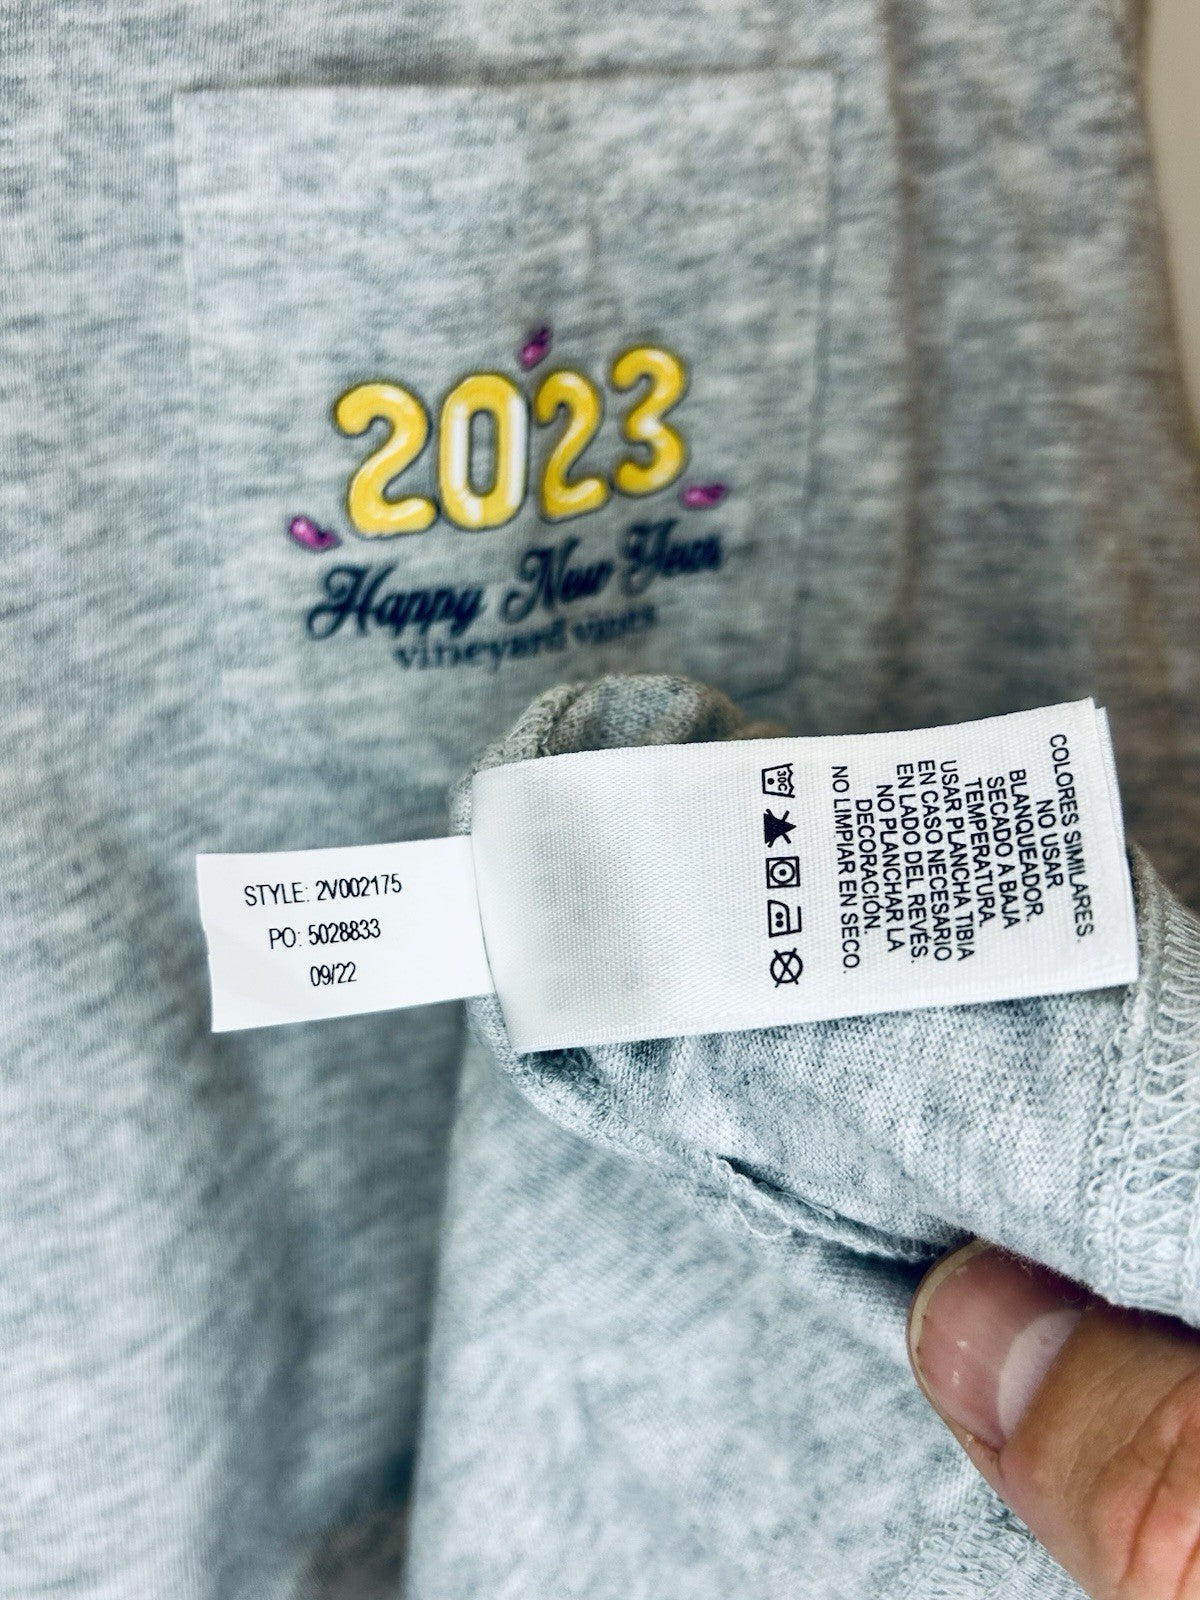 2023
Happy New Year
vineyard vines
STYLE: 2V002175
PO: 5028833
09/22
COLORES SIMILARES.
NO USAR
BLANQUEADOR.
SECADO A BAJA
TEMPERATURA.
USAR PLANCHA TIBIA
EN CASO NECESARIO
EN LADO DEL REVÉS.
NO PLANCHAR LA
DECORACIÓN.
NO LIMPIAR EN SECO.
30C